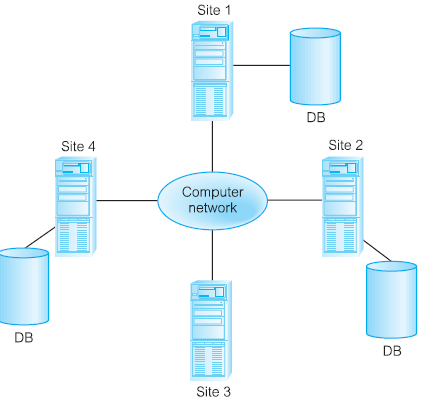 Site 1
DB
Site 4
Site 2
Computer
network
DB
DB
Site 3